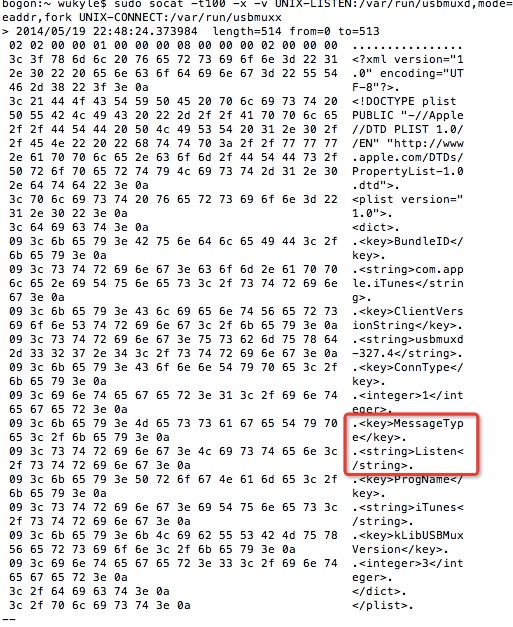 bogon:~ wukyle$ sudo socat -t100 -x -v UNIX-LISTEN:/var/run/usbmuxd,mode=
eaddr,fork UNIX-CONNECT:/var/run/usbmuxx
> 2014/05/19 22:48:24.373984  length=514 from=0 to=513
02 02 00 00 01 00 00 00 08 00 00 00 02 00 00 00  ................
3c 3f 78 6d 6c 20 76 65 72 73 69 6f 6e 3d 22 31  <?xml version="1
2e 30 22 20 65 6e 63 6f 64 69 6e 67 3d 22 55 54  .0" encoding="UT
46 2d 38 22 3f 3e 0a  F-8"?>.
3c 21 44 4f 43 54 59 50 45 20 70 6c 69 73 74 20  <!DOCTYPE plist
50 55 42 4c 49 43 20 22 2d 2f 2f 41 70 70 6c 65  PUBLIC "-//Apple
2f 2f 44 54 44 20 50 4c 49 53 54 20 31 2e 30 2f  //DTD PLIST 1.0/
2f 45 4e 22 20 22 68 74 74 70 3a 2f 2f 77 77 77  /EN" "http://www
2e 61 70 70 6c 65 2e 63 6f 6d 2f 44 54 44 73 2f  .apple.com/DTDs/
50 72 6f 70 65 72 74 79 4c 69 73 74 2d 31 2e 30  PropertyList-1.0
2e 64 74 64 22 3e 0a  .dtd">.
3c 70 6c 69 73 74 20 76 65 72 73 69 6f 6e 3d 22  <plist version="
31 2e 30 22 3e 0a  1.0">.
3c 64 69 63 74 3e 0a  <dict>.
09 3c 6b 65 79 3e 42 75 6e 64 6c 65 49 44 3c 2f  .<key>BundleID</
6b 65 79 3e 0a  key>.
09 3c 73 74 72 69 6e 67 3e 63 6f 6d 2e 61 70 70  .<string>com.app
6c 65 2e 69 54 75 6e 65 73 3c 2f 73 74 72 69 6e  le.iTunes</strin
67 3e 0a  g>.
09 3c 6b 65 79 3e 43 6c 69 65 6e 74 56 65 72 73  .<key>ClientVers
69 6f 6e 53 74 72 69 6e 67 3c 2f 6b 65 79 3e 0a  ionString</key>.
09 3c 73 74 72 69 6e 67 3e 75 73 62 6d 75 78 64  .<string>usbmuxd
2d 33 32 37 2e 34 3c 2f 73 74 72 69 6e 67 3e 0a  -327.4</string>.
09 3c 6b 65 79 3e 43 6f 6e 6e 54 79 70 65 3c 2f  .<key>ConnType</
6b 65 79 3e 0a  key>.
09 3c 69 6e 74 65 67 65 72 3e 31 3c 2f 69 6e 74  .<integer>1</int
65 67 65 72 3e 0a  eger>.
09 3c 6b 65 79 3e 4d 65 73 73 61 67 65 54 79 70  .<key>MessageTyp
65 3c 2f 6b 65 79 3e 0a  e</key>.
09 3c 73 74 72 69 6e 67 3e 4c 69 73 74 65 6e 3c  .<string>Listen<
2f 73 74 72 69 6e 67 3e 0a  /string>.
09 3c 6b 65 79 3e 50 72 6f 67 4e 61 6d 65 3c 2f  .<key>ProgName</
6b 65 79 3e 0a  key>.
09 3c 73 74 72 69 6e 67 3e 69 54 75 6e 65 73 3c  .<string>iTunes<
2f 73 74 72 69 6e 67 3e 0a  /string>.
09 3c 6b 65 79 3e 6b 4c 69 62 55 53 42 4d 75 78  .<key>kLibUSBMux
56 65 72 73 69 6f 6e 3c 2f 6b 65 79 3e 0a  Version</key>.
09 3c 69 6e 74 65 67 65 72 3e 33 3c 2f 69 6e 74  .<integer>3</int
65 67 65 72 3e 0a  eger>.
3c 2f 64 69 63 74 3e 0a  </dict>.
3c 2f 70 6c 69 73 74 3e 0a  </plist>.
--